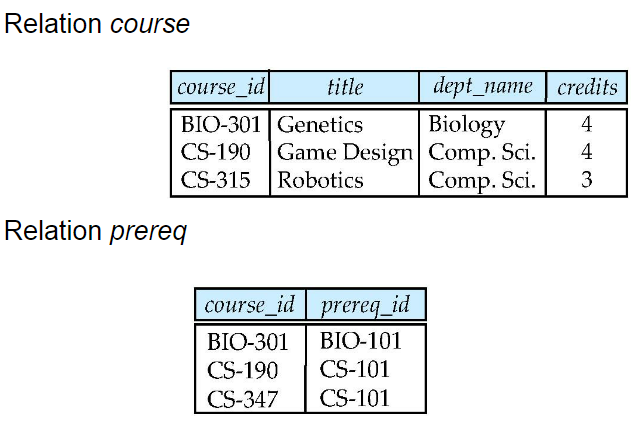 Relation course
course_id title dept_name credits
BIO-301 Genetics Biology 4
CS-190 Game Design Comp. Sci. 4
CS-315 Robotics Comp. Sci. 3
Relation prereq
course_id prereq_id
BIO-301 BIO-101
CS-190 CS-101
CS-347 CS-101